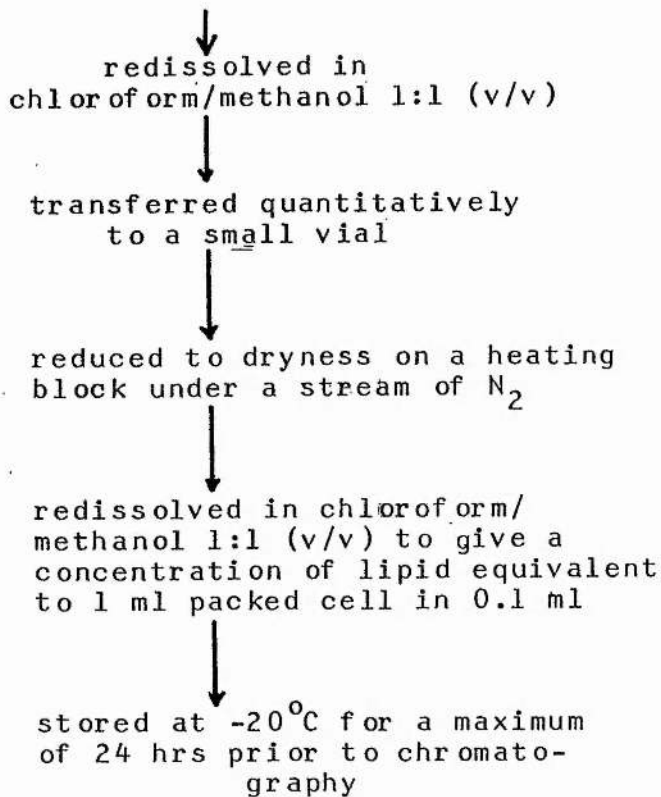 redissolved in
chloroform/methanol 1:1 (v/v)
transferred quantitatively
to a small vial
reduced to dryness on a heating
block under a stream of N2
redissolved in chloroform/
methanol 1:1 (v/v) to give a
concentration of lipid equivalent
to 1 ml packed cell in 0.1 ml
stored at -20°C for a maximum
of 24 hrs prior to chromato-
graphy